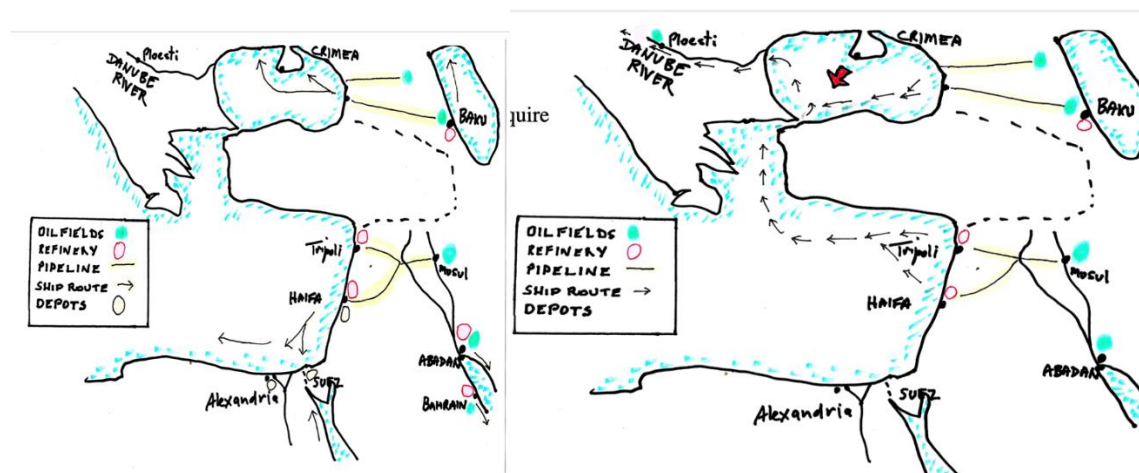 Ploesti
DANUBE
RIVER
CRIMEA
BAKU
OILFIELDS
REFINERY
PIPELINE
SHIP ROUTE
DEPOTS
Tripoli
MOSUL
HAIFA
ABADAN
SUEZ
Alexandria
BAHRAIN
quire
Ploesti
DANUBE
RIVER
CRIMEA
BAKU
OILFIELDS
REFINERY
PIPELINE
SHIP ROUTE
DEPOTS
Tripoli
MOSUL
HAIFA
ABADAN
SUEZ
Alexandria